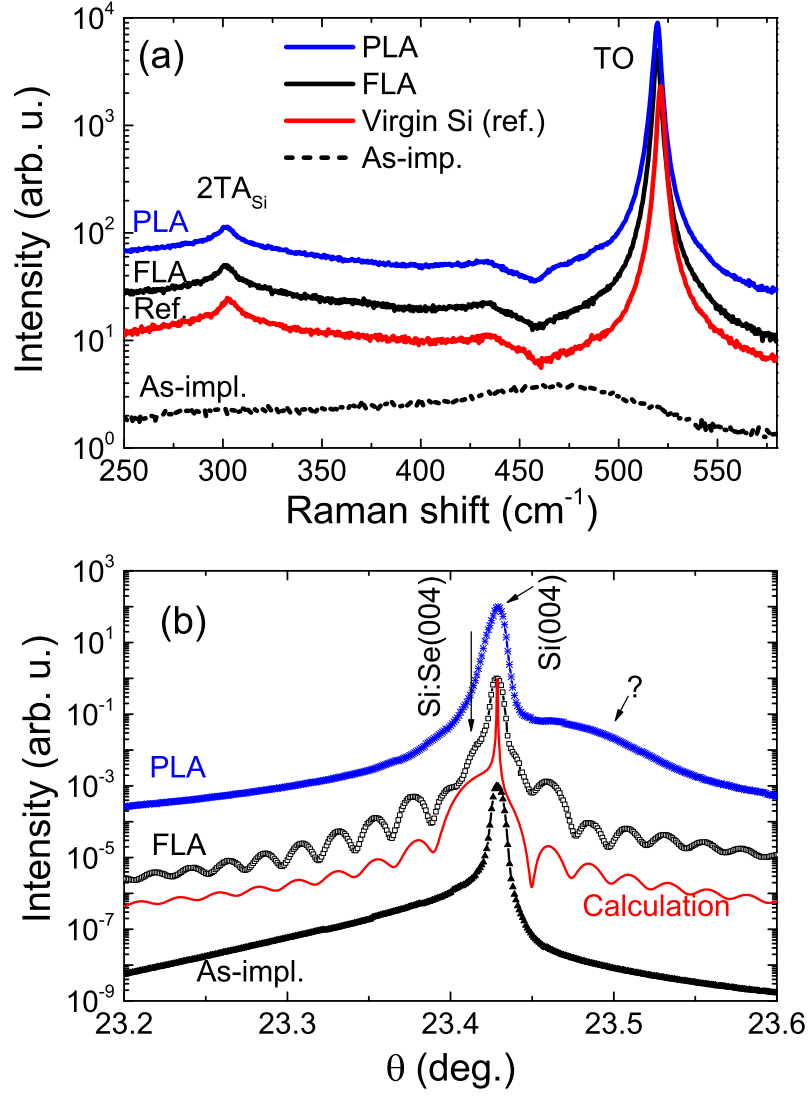 (a)
PLA
FLA
Virgin Si (ref.)
As-imp.
TO
2TA_Si
PLA
FLA
Ref.
As-impl.
10^4
10^3
10^2
10^1
10^0
Intensity (arb. u.)
250 300 350 400 450 500 550
Raman shift (cm^-1)
(b)
Si:Se(004)
Si(004)
?
PLA
FLA
Calculation
As-impl.
10^3
10^1
10^-1
10^-3
10^-5
10^-7
10^-9
Intensity (arb. u.)
23.2 23.3 23.4 23.5 23.6
θ (deg.)